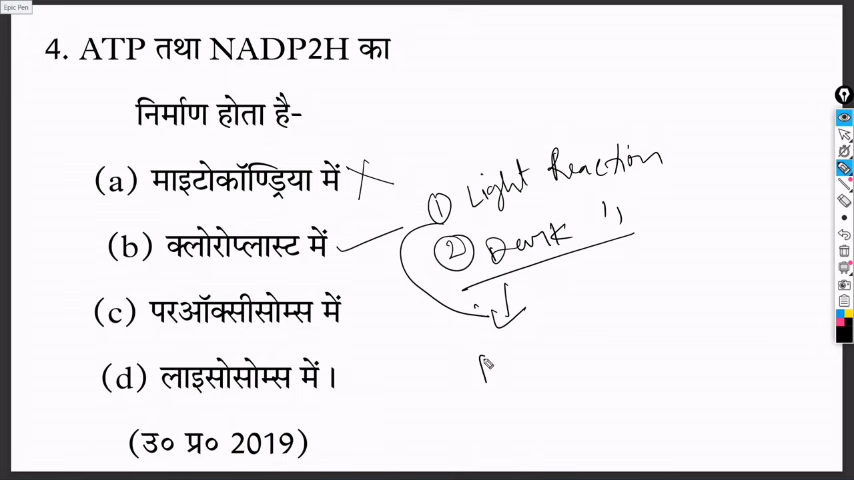 Epic Pen
4. ATP तथा NADP2H का
निर्माण होता है-
(a) माइटोकॉण्ड्रिया में
(b) क्लोरोप्लास्ट में
(c) परऑक्सीसोम्स में
(d) लाइसोसोम्स में।
(उ० प्र० 2019)
① Light Reaction
② Dark "